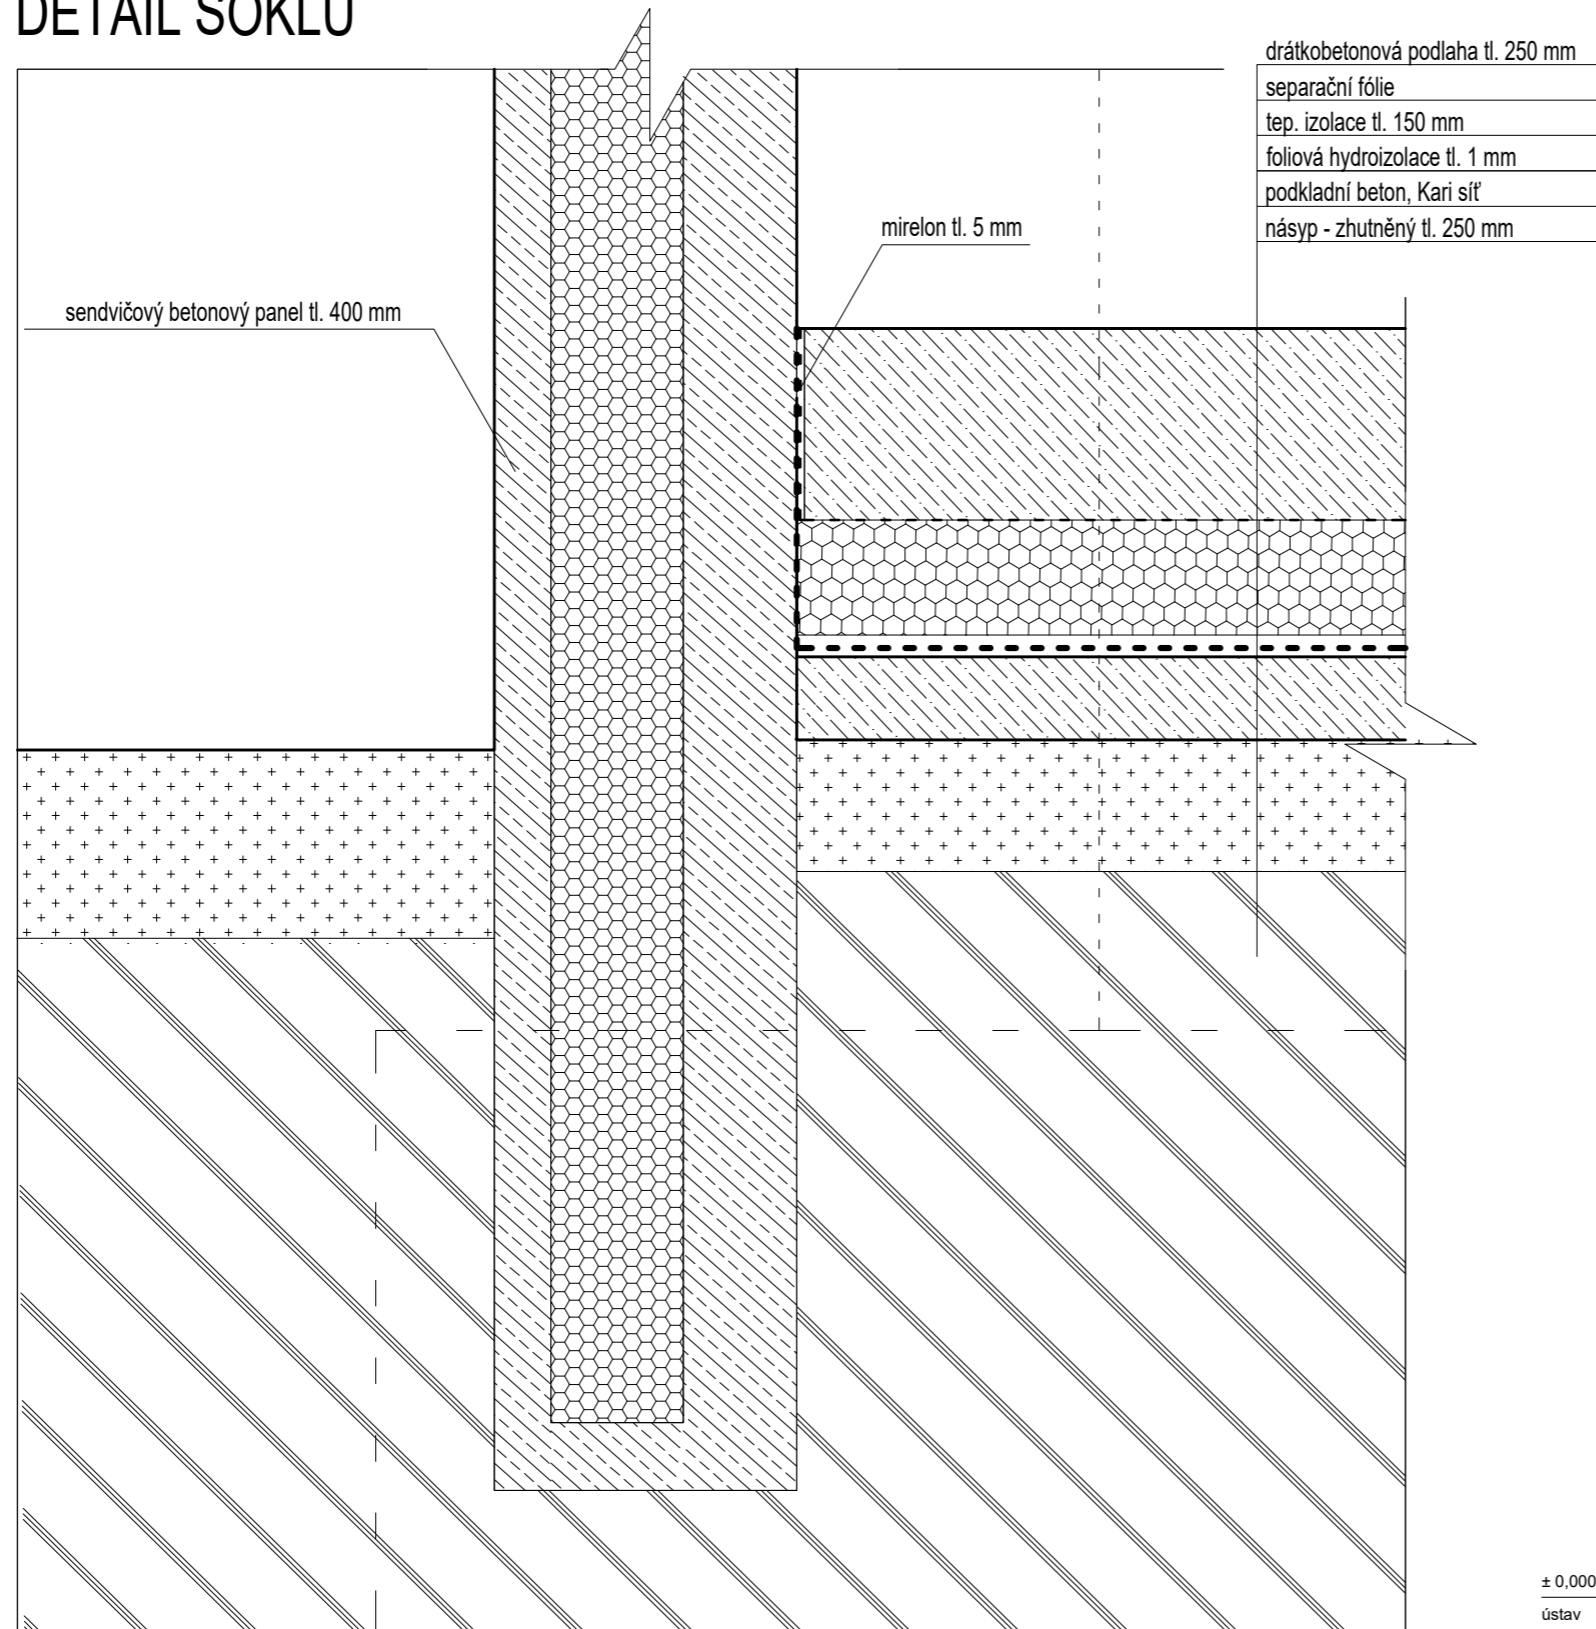 DETAIL SOKLU
drátkobetonová podlaha tl. 250 mm
separační fólie
tep. izolace tl. 150 mm
foliová hydroizolace tl. 1 mm
podkladní beton, Kari síť
násyp - zhutněný tl. 250 mm
mirelon tl. 5 mm
sendvičový betonový panel tl. 400 mm
± 0,000
ústav